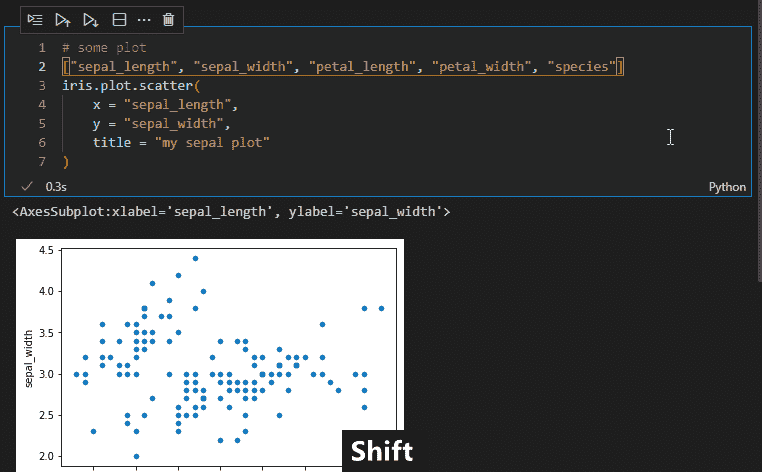 1 # some plot
2 ["sepal_length", "sepal_width", "petal_length", "petal_width", "species"]
3 iris.plot.scatter(
4     x = "sepal_length",
5     y = "sepal_width",
6     title = "my sepal plot"
7 )
0.3s Python
<AxesSubplot:xlabel='sepal_length', ylabel='sepal_width'>
4.5
4.0
3.5
sepal_width
3.0
2.5
2.0
Shift